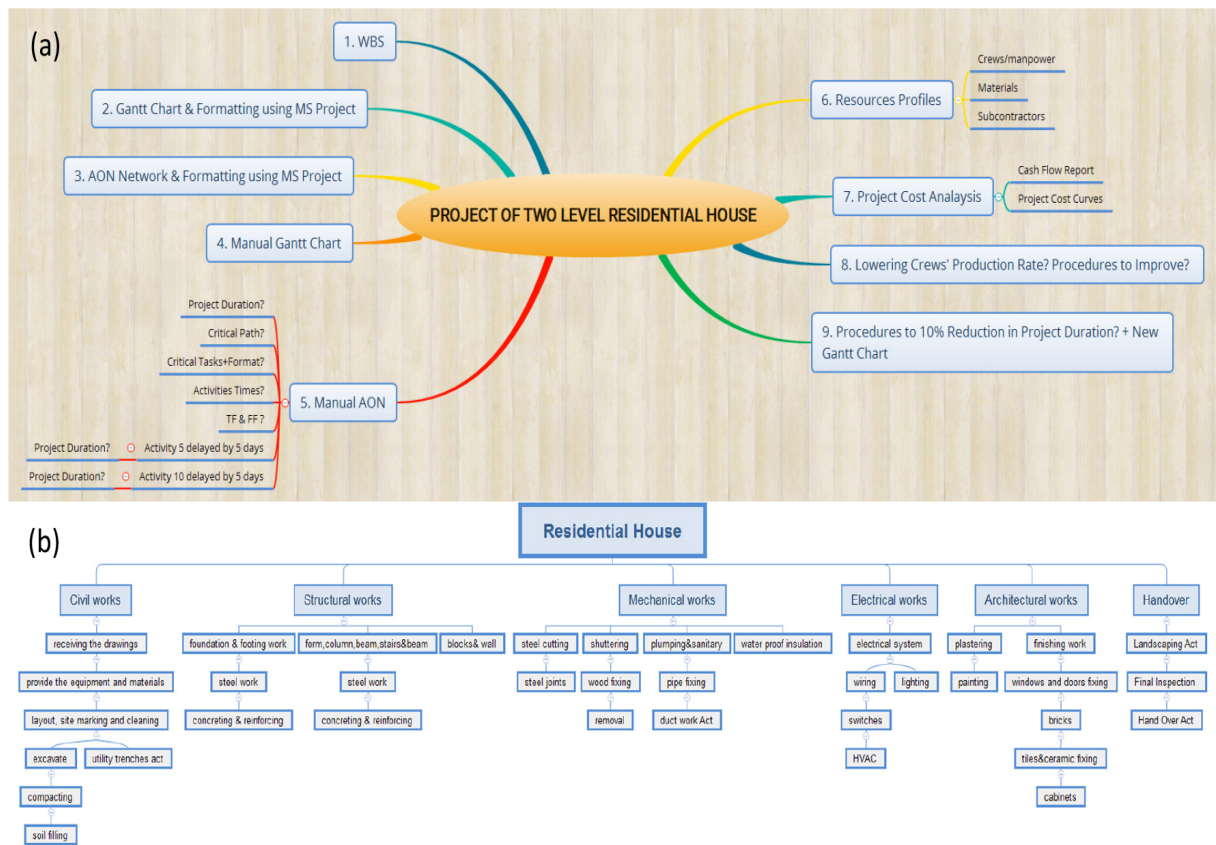 (a)
1. WBS
2. Gantt Chart & Formatting using MS Project
3. AON Network & Formatting using MS Project
4. Manual Gantt Chart
Project Duration?
Critical Path?
Critical Tasks+Format?
Activities Times?
TF & FF ?
Project Duration? Activity 5 delayed by 5 days
Project Duration? Activity 10 delayed by 5 days
5. Manual AON
PROJECT OF TWO LEVEL RESIDENTIAL HOUSE
6. Resources Profiles
Crews/manpower
Materials
Subcontractors
7. Project Cost Analaysis
Cash Flow Report
Project Cost Curves
8. Lowering Crews' Production Rate? Procedures to Improve?
9. Procedures to 10% Reduction in Project Duration? + New
Gantt Chart
(b)
Residential House
Civil works
receiving the drawings
provide the equipment and materials
layout, site marking and cleaning
excavate
utility trenches act
compacting
soil filling
Structural works
foundation & footing work
steel work
concreting & reinforcing
form,column,beam,stairs&beam
steel work
concreting & reinforcing
blocks& wall
Mechanical works
steel cutting
steel joints
shuttering
wood fixing
removal
plumping&sanitary
pipe fixing
duct work Act
water proof insulation
Electrical works
electrical system
wiring
lighting
switches
HVAC
Architectural works
plastering
painting
finishing work
windows and doors fixing
bricks
tiles&ceramic fixing
cabinets
Handover
Landscaping Act
Final Inspection
Hand Over Act